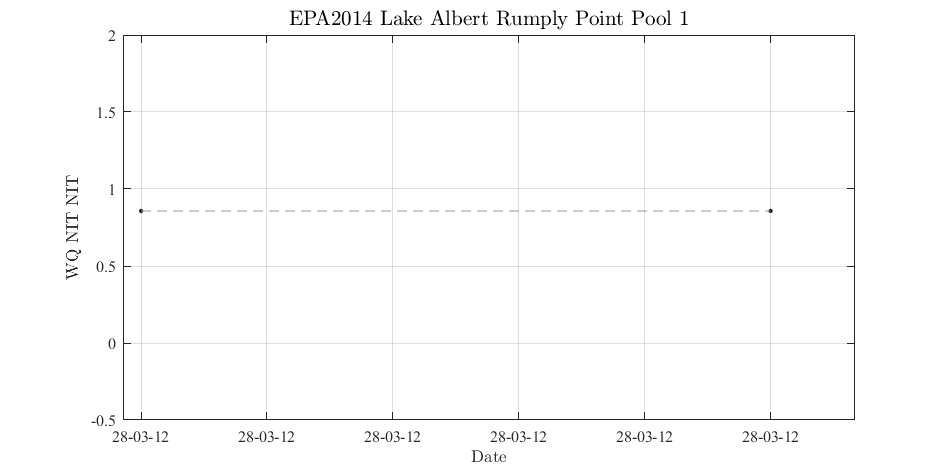 EPA2014 Lake Albert Rumply Point Pool 1
2
1.5
1
0.5
0
-0.5
WQ NIT NIT
28-03-12 28-03-12 28-03-12 28-03-12 28-03-12 28-03-12
Date